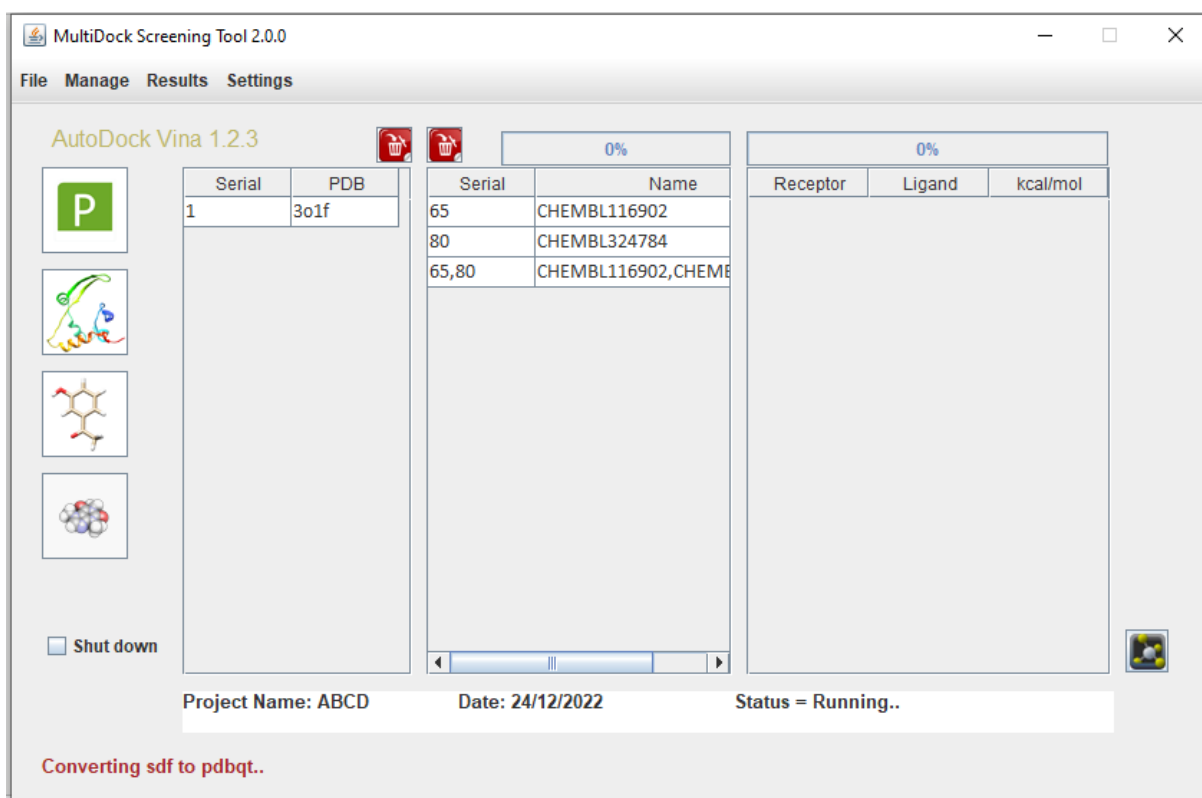 MultiDock Screening Tool 2.0.0
File Manage Results Settings
AutoDock Vina 1.2.3
P
0%
0%
Serial PDB
1 3o1f
Serial Name
65 CHEMBL116902
80 CHEMBL324784
65,80 CHEMBL116902,CHEME
Receptor Ligand kcal/mol
Shut down
Project Name: ABCD Date: 24/12/2022 Status = Running..
Converting sdf to pdbqt..